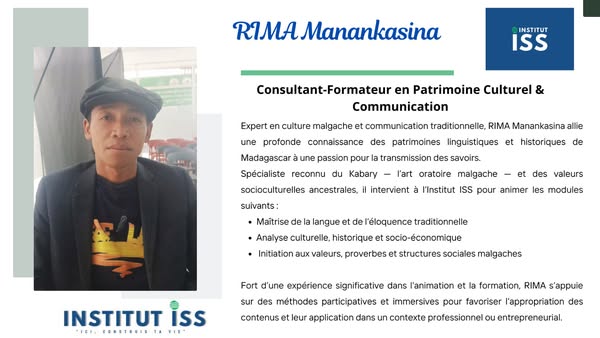 RIMA Manankasina
INSTITUT
ISS
Consultant-Formateur en Patrimoine Culturel &
Communication
Expert en culture malgache et communication traditionnelle, RIMA Manankasina allie
une profonde connaissance des patrimoines linguistiques et historiques de
Madagascar à une passion pour la transmission des savoirs.
Spécialiste reconnu du Kabary — l'art oratoire malgache — et des valeurs
socioculturelles ancestrales, il intervient à l'Institut ISS pour animer les modules
suivants :
• Maîtrise de la langue et de l'éloquence traditionnelle
• Analyse culturelle, historique et socio-économique
• Initiation aux valeurs, proverbes et structures sociales malgaches
Fort d'une expérience significative dans l'animation et la formation, RIMA s'appuie
sur des méthodes participatives et immersives pour favoriser l'appropriation des
contenus et leur application dans un contexte professionnel ou entrepreneurial.
INSTITUT ISS
"ICI, CONSTRUIS TA VIE"